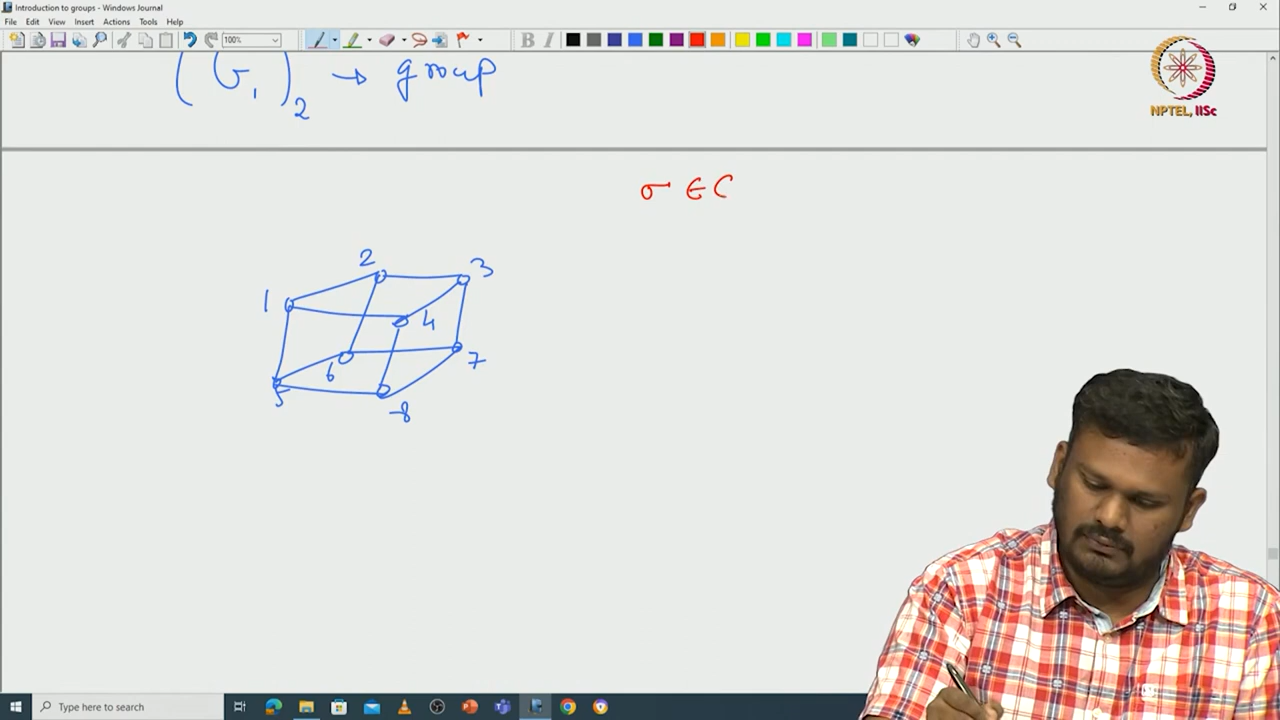 Introduction to groups - Windows Journal
File Edit View Insert Actions Tools Help
100%
B I
NPTEL, IISc
(G₁)₂ → group
σ ∈ C
2
3
1
4
6
7
5
8
Type here to search